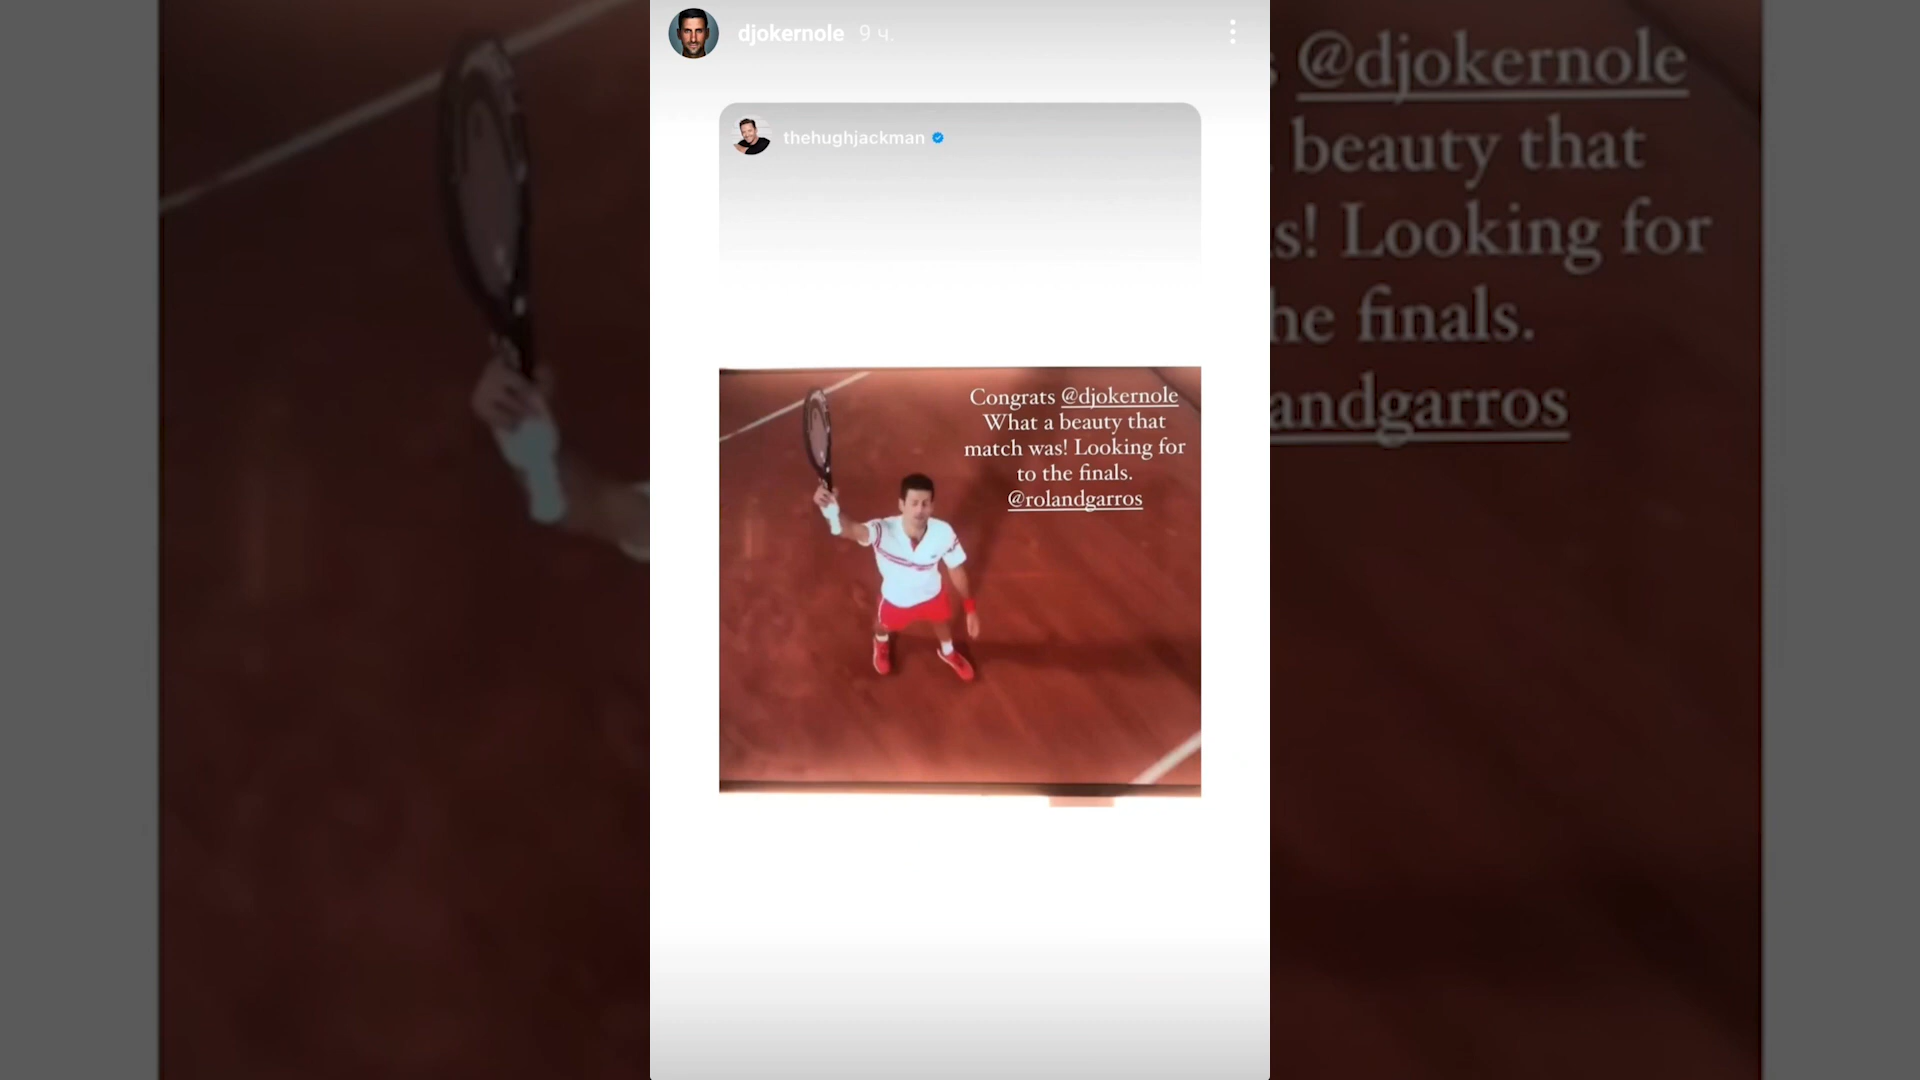 djokernole 9 ч.
thehughjackman
Congrats @djokernole
What a beauty that
match was! Looking for
to the finals.
@rolandgarros
@djokernole
beauty that
s! Looking for
he finals.
andgarros